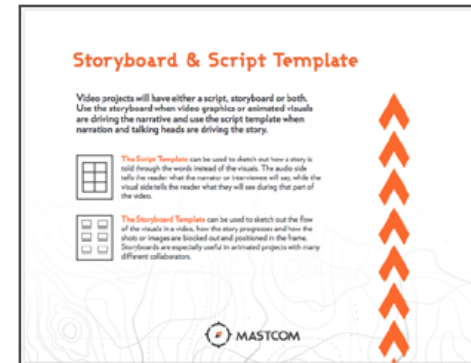 Storyboard & Script Template
Video projects will have either a script, storyboard or both.
Use the storyboard when video graphics or animated visuals
are driving the narrative and use the script template when
narration and talking heads are driving the story.
The Script Template can be used to sketch out how a story is
told through the words instead of the visuals. The audio side
tells the reader what the narrator or interviewee will say, while the
visual side tells the reader what they will see during that part of
the video.
The Storyboard Template can be used to sketch out the flow
of the visuals in a video, how the story progresses and how the
shots or images are blocked out and positioned in the frame.
Storyboards are especially useful in animated projects with many
different collaborators.
MASTCOM